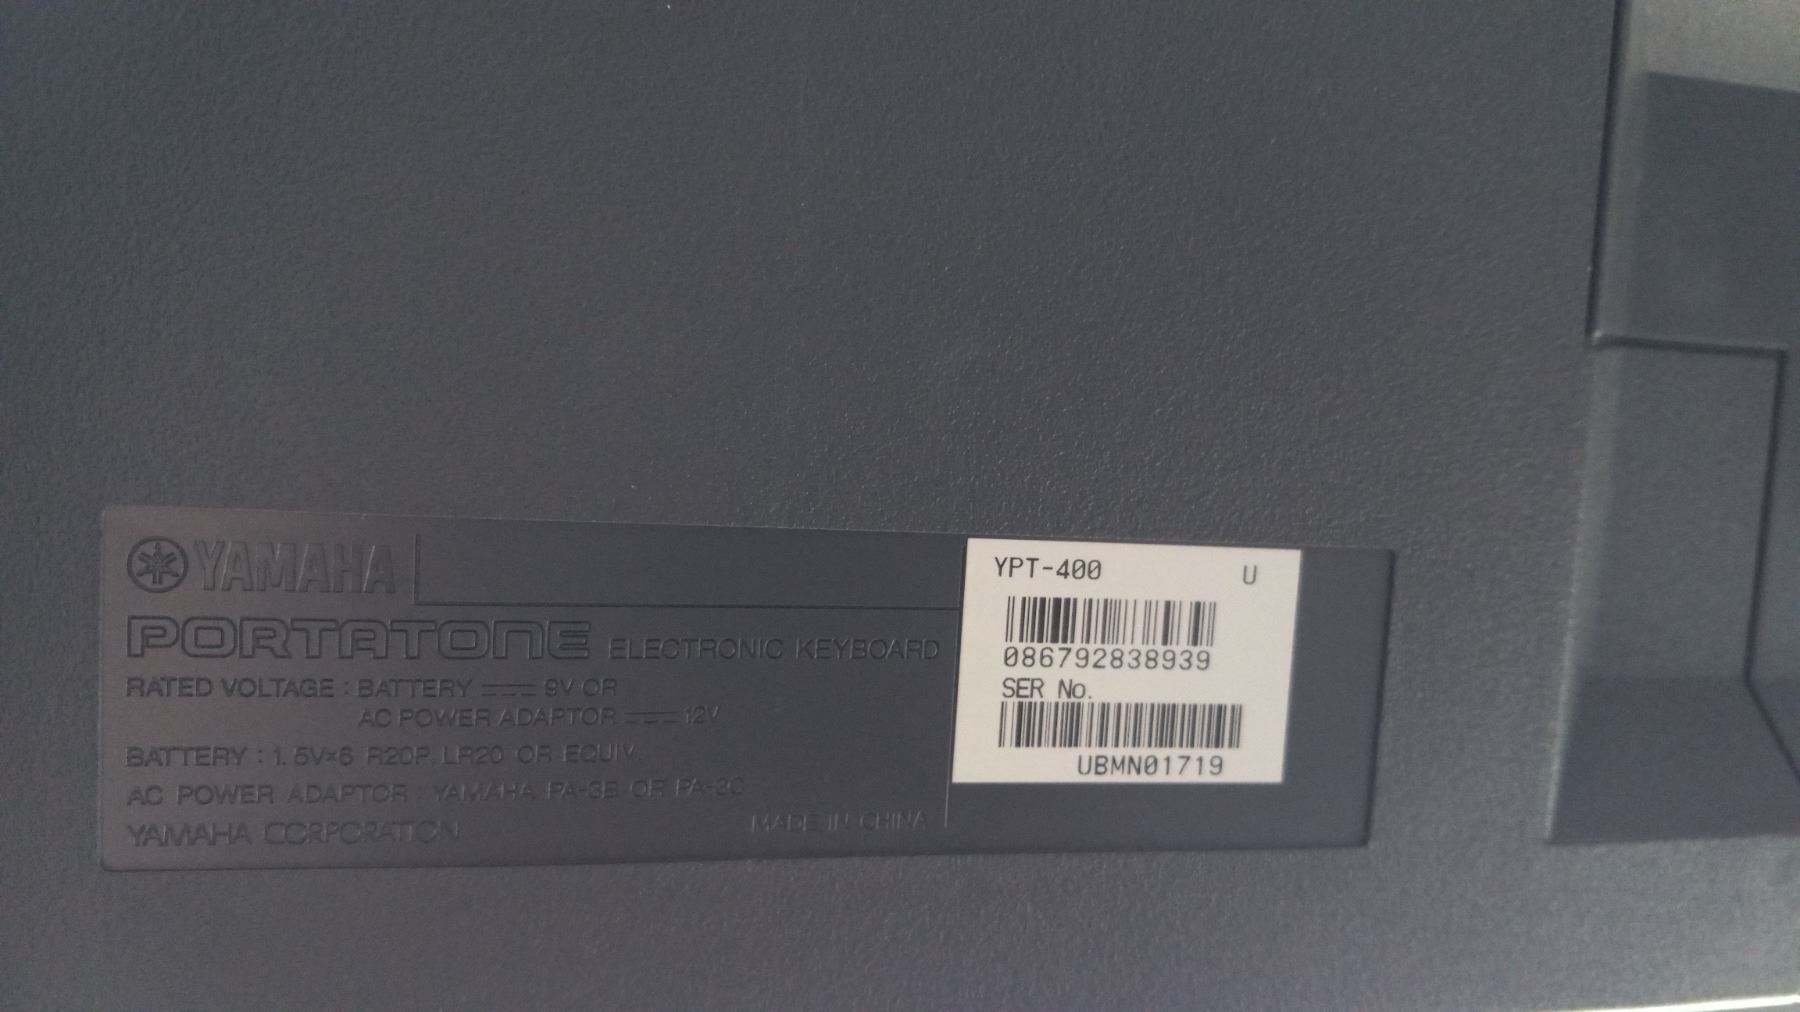 YAMAHA
PORTATONE ELECTRONIC KEYBOARD
RATED VOLTAGE : BATTERY ⎓ 9V OR
AC POWER ADAPTOR ⎓ 12V
BATTERY : 1.5V×6 R20P, LR20 OR EQUIV.
AC POWER ADAPTOR : YAMAHA PA-3B OR PA-3C
YAMAHA CORPORATION
MADE IN CHINA
YPT-400 U
086792838939
SER No.
UBMN01719